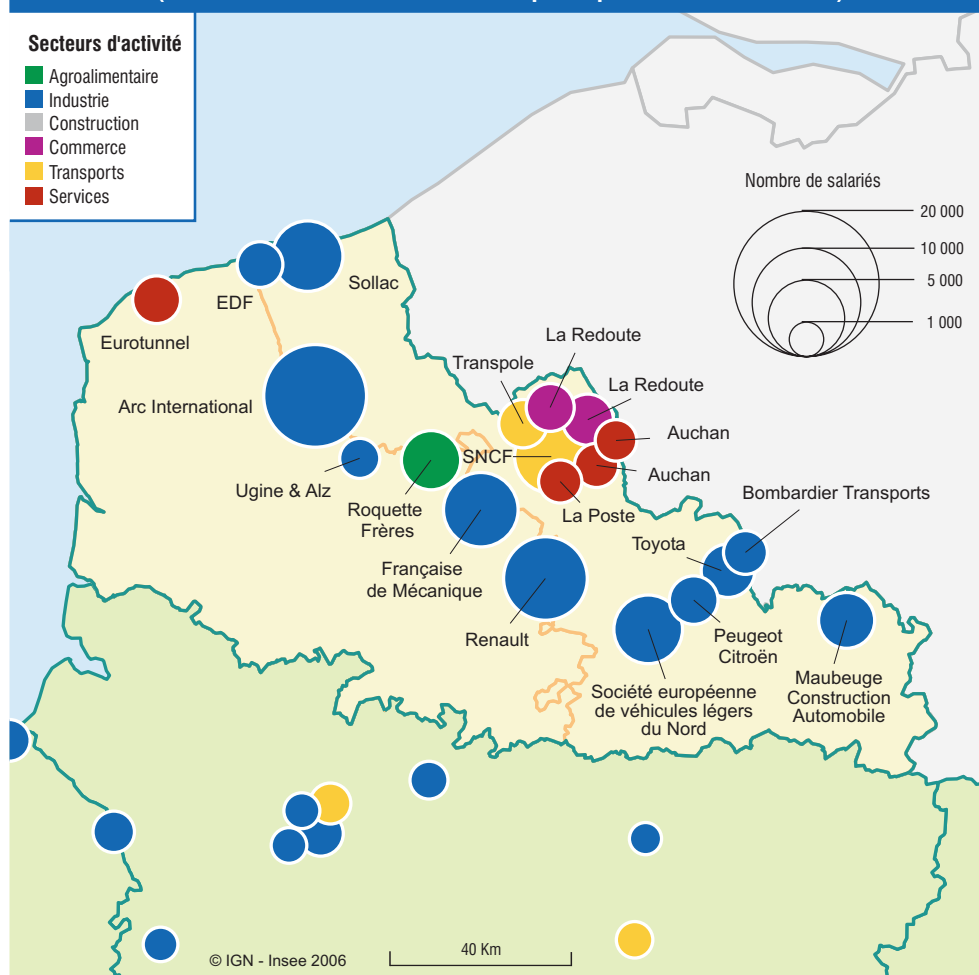 Secteurs d'activité
Agroalimentaire
Industrie
Construction
Commerce
Transports
Services
Nombre de salariés
20 000
10 000
5 000
1 000
Sollac
EDF
Eurotunnel
Arc International
Ugine & Alz
Roquette
Frères
Française
de Mécanique
Renault
Transpole
La Redoute
La Redoute
Auchan
SNCF
Auchan
La Poste
Bombardier Transports
Toyota
Peugeot
Citroën
Société européenne
de véhicules légers
du Nord
Maubeuge
Construction
Automobile
© IGN - Insee 2006
40 Km